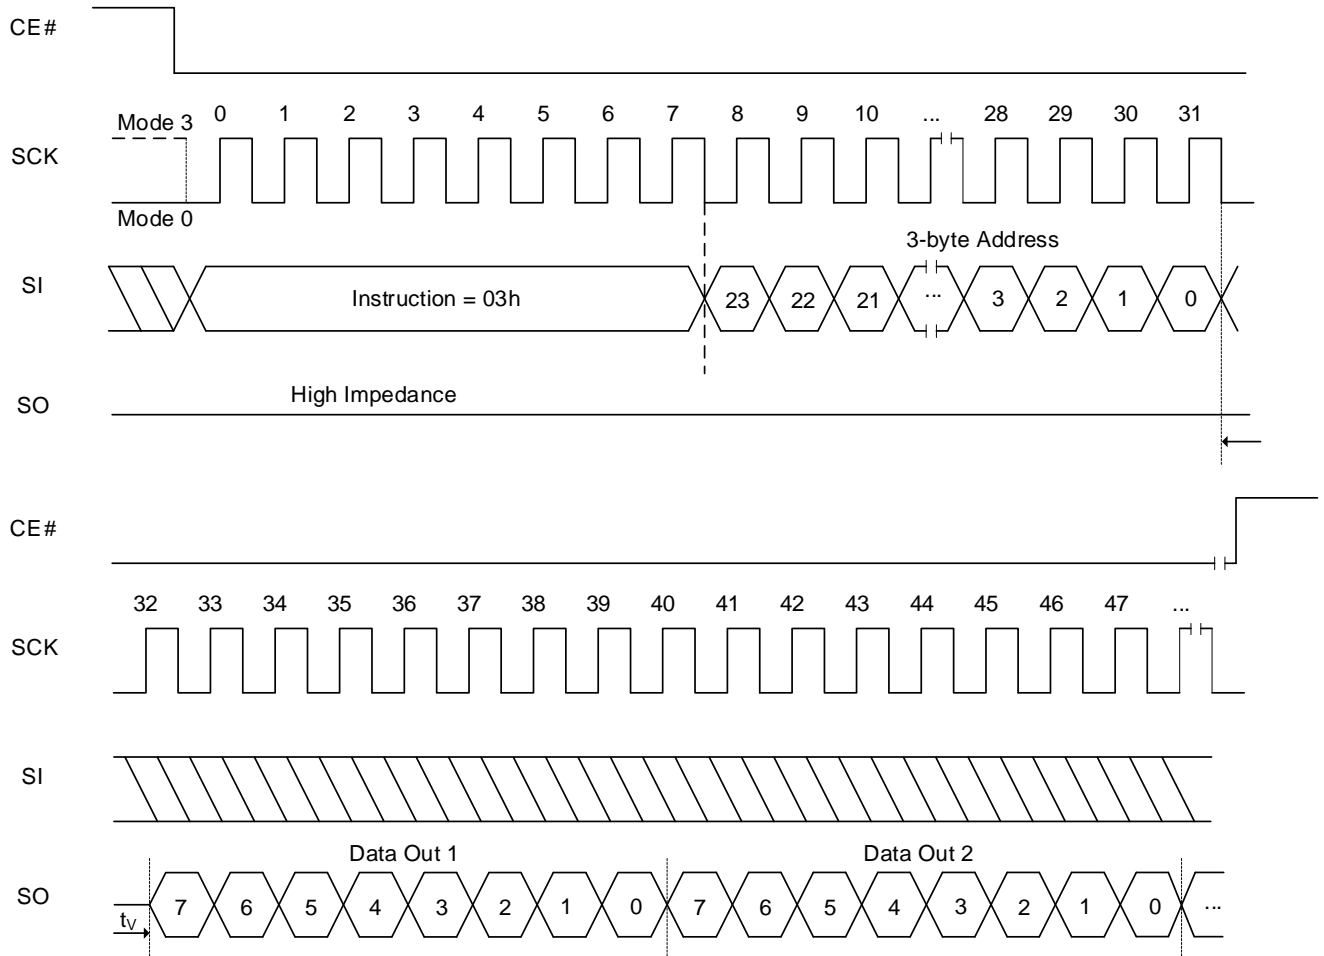 CE#
Mode 3 0 1 2 3 4 5 6 7 8 9 10 ... 28 29 30 31
SCK
Mode 0
3-byte Address
SI Instruction = 03h 23 22 21 ... 3 2 1 0
High Impedance
SO
CE#
32 33 34 35 36 37 38 39 40 41 42 43 44 45 46 47 ...
SCK
SI
Data Out 1 Data Out 2
SO 7 6 5 4 3 2 1 0 7 6 5 4 3 2 1 0 ...
tV